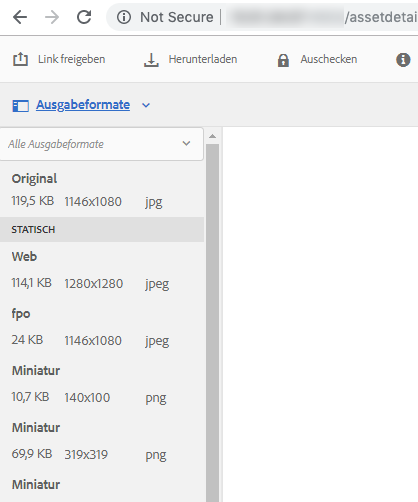 Not Secure /assetdetai
Link freigeben Herunterladen Auschecken
Ausgabeformate
Alle Ausgabeformate
Original
119,5 KB 1146x1080 jpg
STATISCH
Web
114,1 KB 1280x1280 jpeg
fpo
24 KB 1146x1080 jpeg
Miniatur
10,7 KB 140x100 png
Miniatur
69,9 KB 319x319 png
Miniatur